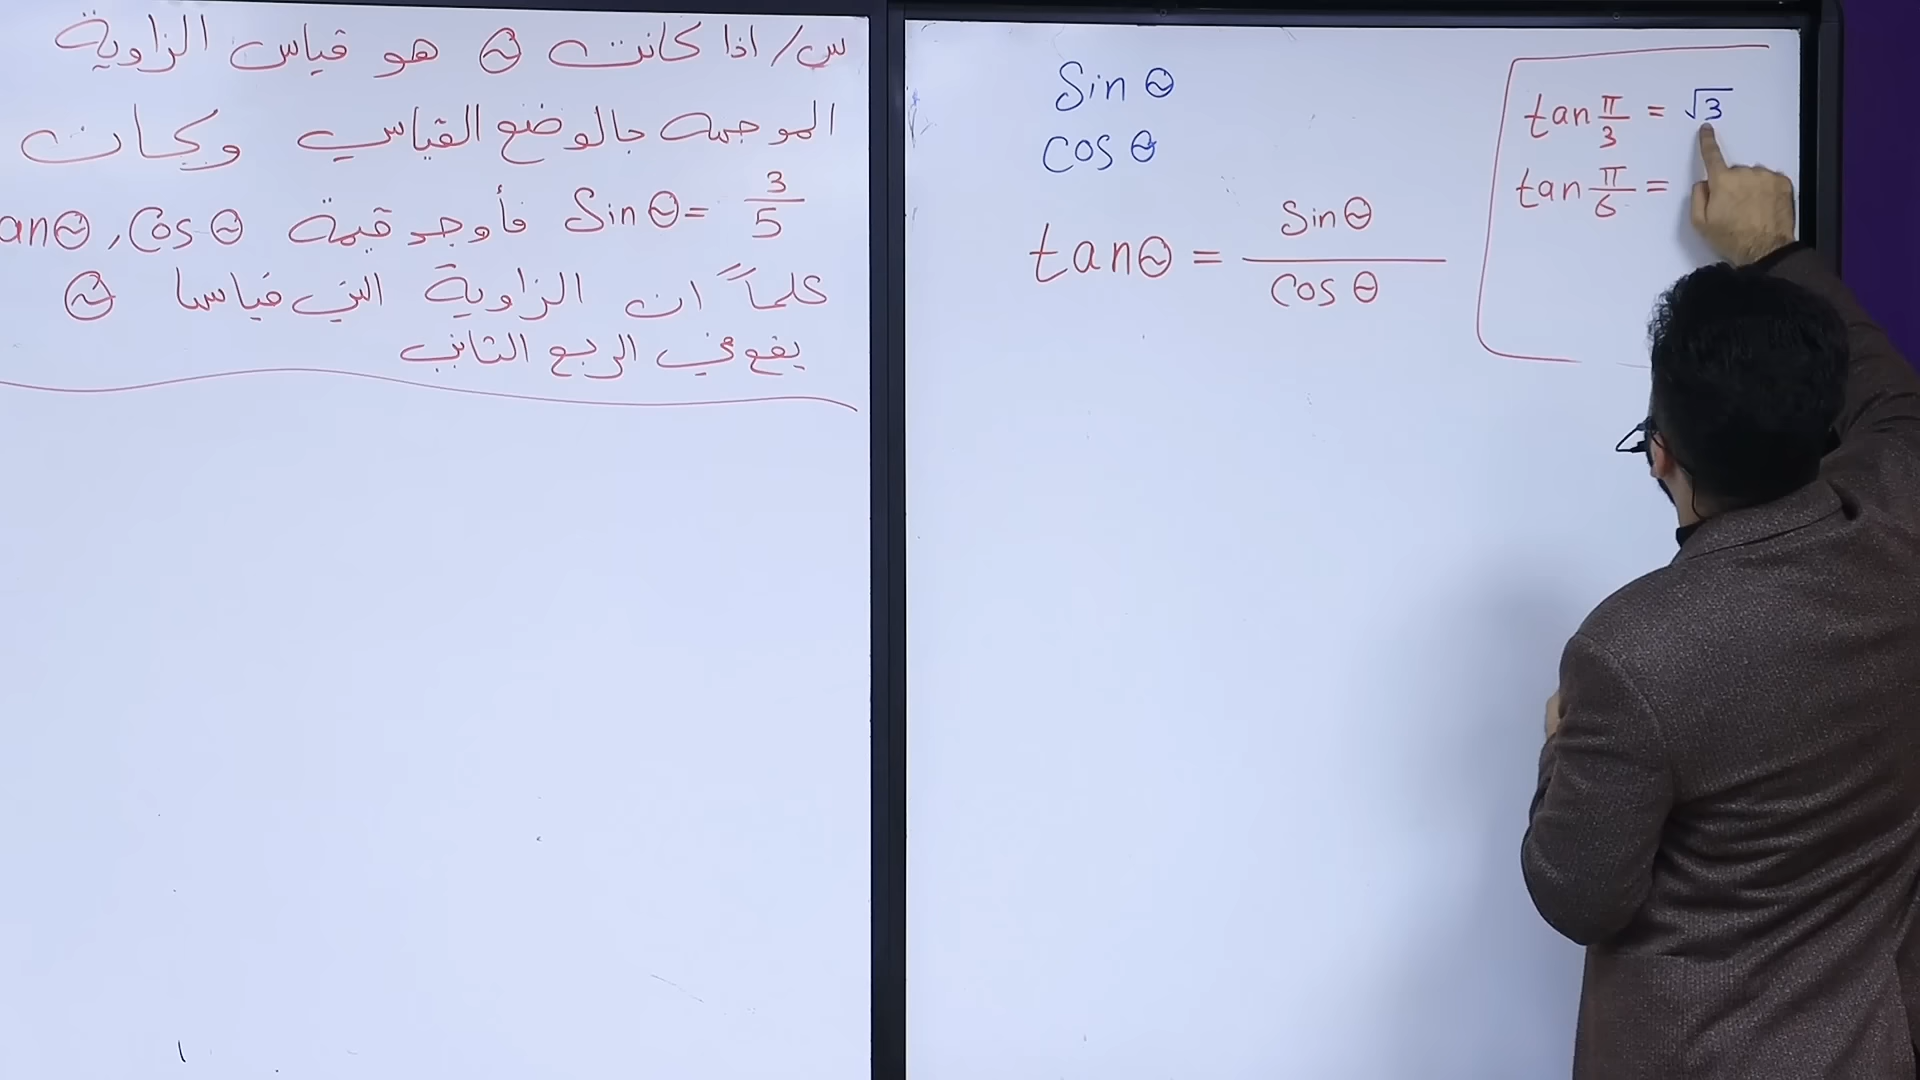 س/ اذا كانت θ هو قياس الزاوية
الموجهة بالوضع القياسي وكانت
Sin θ = 3/5 فأوجد قيمة anθ , Cos θ
علماً ان الزاوية التي قياسها θ
يقع في الربع الثاني
Sin θ
cos θ
tan θ = Sin θ / Cos θ
tan π/3 = √3
tan π/6 =